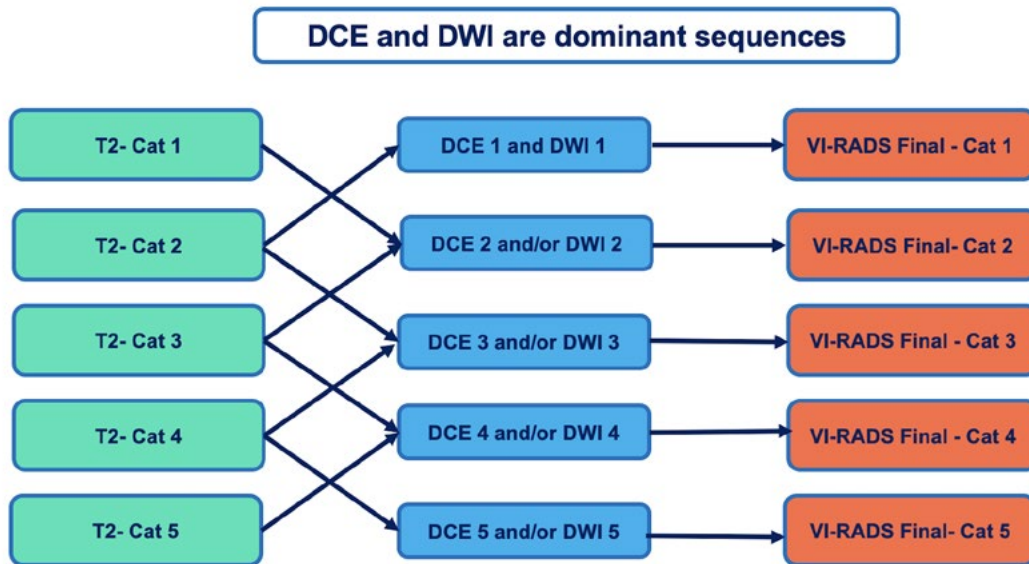 DCE and DWI are dominant sequences
T2- Cat 1
DCE 1 and DWI 1
VI-RADS Final - Cat 1
T2- Cat 2
DCE 2 and/or DWI 2
VI-RADS Final- Cat 2
T2- Cat 3
DCE 3 and/or DWI 3
VI-RADS Final - Cat 3
T2- Cat 4
DCE 4 and/or DWI 4
VI-RADS Final - Cat 4
T2- Cat 5
DCE 5 and/or DWI 5
VI-RADS Final- Cat 5